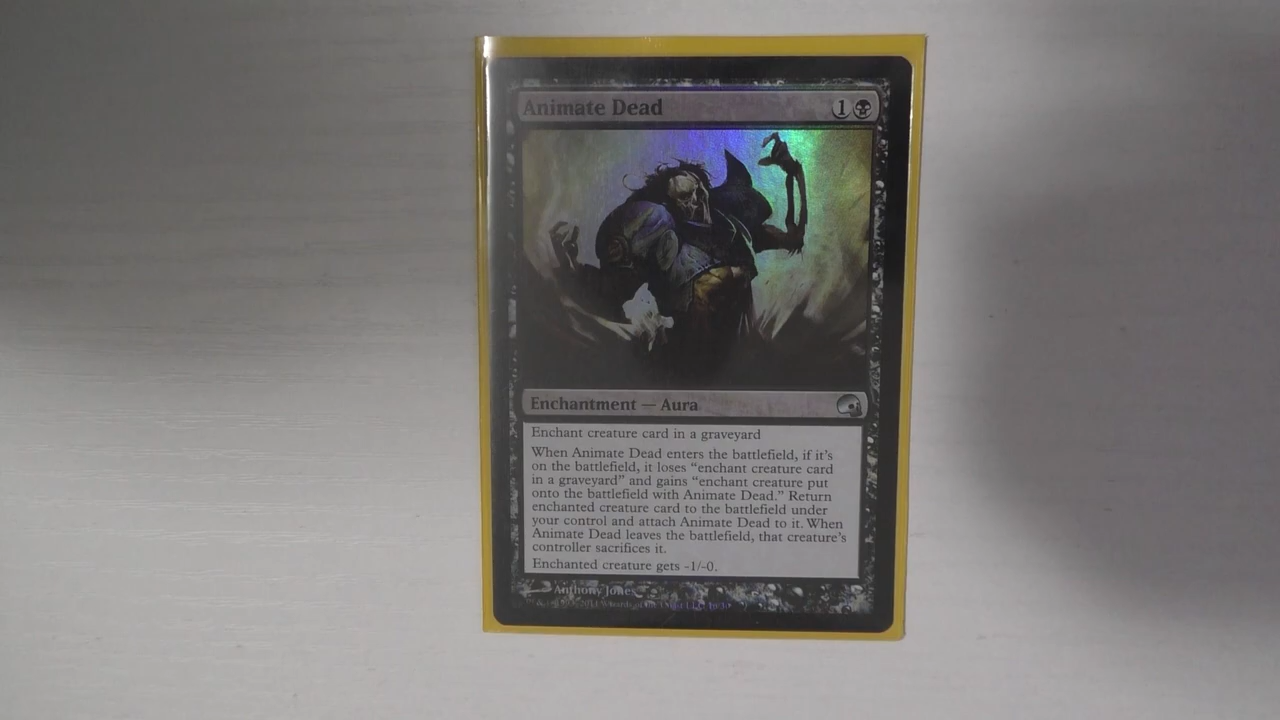 Animate Dead 1
Enchantment — Aura
Enchant creature card in a graveyard
When Animate Dead enters the battlefield, if it's
on the battlefield, it loses “enchant creature card
in a graveyard” and gains “enchant creature put
onto the battlefield with Animate Dead.” Return
enchanted creature card to the battlefield under
your control and attach Animate Dead to it. When
Animate Dead leaves the battlefield, that creature's
controller sacrifices it.
Enchanted creature gets -1/-0.
Anthony Jones
Wizards of the